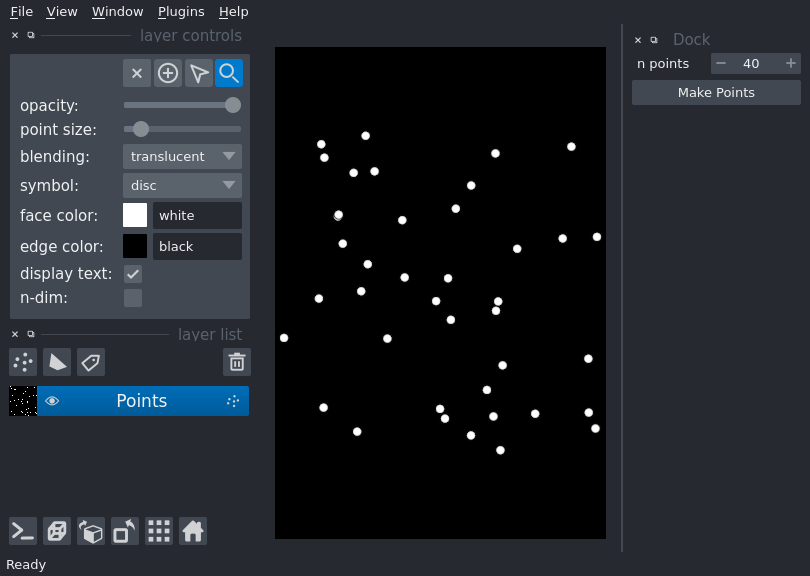 File View Window Plugins Help
layer controls
opacity:
point size:
blending: translucent
symbol: disc
face color: white
edge color: black
display text:
n-dim:
layer list
Points
Ready
Dock
n points 40
Make Points